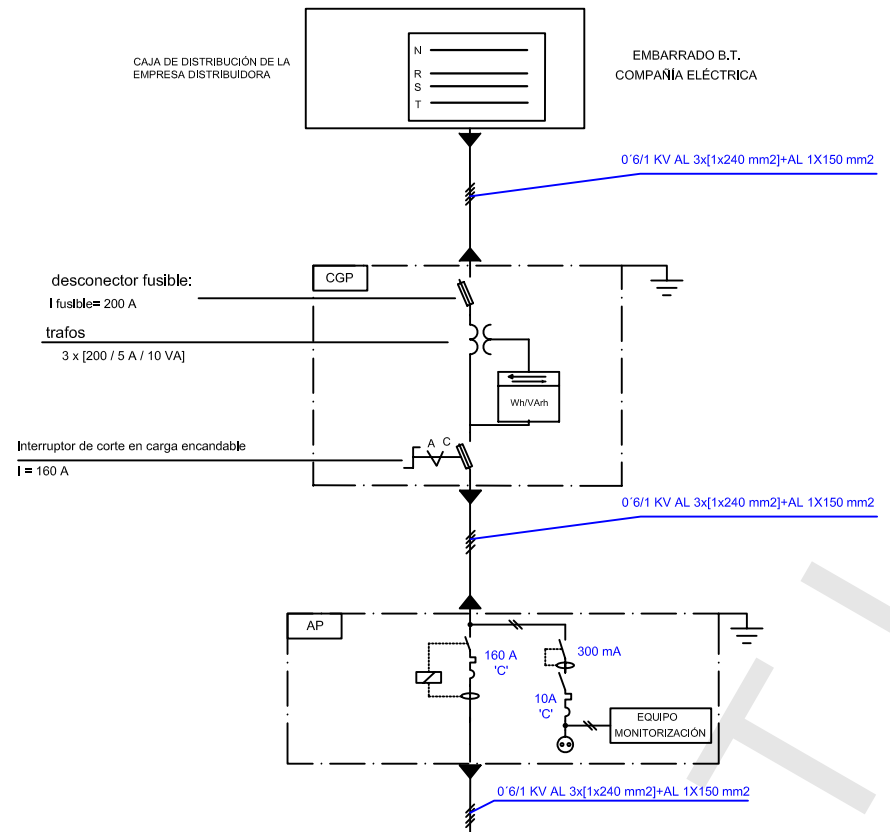 CAJA DE DISTRIBUCIÓN DE LA
EMPRESA DISTRIBUIDORA
N
R
S
T
EMBARRADO B.T.
COMPAÑÍA ELÉCTRICA
0´6/1 KV AL 3x[1x240 mm2]+AL 1X150 mm2
CGP
desconector fusible:
I fusible= 200 A
trafos
3 x [200 / 5 A / 10 VA]
Wh/VArh
Interruptor de corte en carga encandable
I = 160 A
A C
0´6/1 KV AL 3x[1x240 mm2]+AL 1X150 mm2
AP
160 A
'C'
300 mA
10A
'C'
EQUIPO
MONITORIZACIÓN
0´6/1 KV AL 3x[1x240 mm2]+AL 1X150 mm2